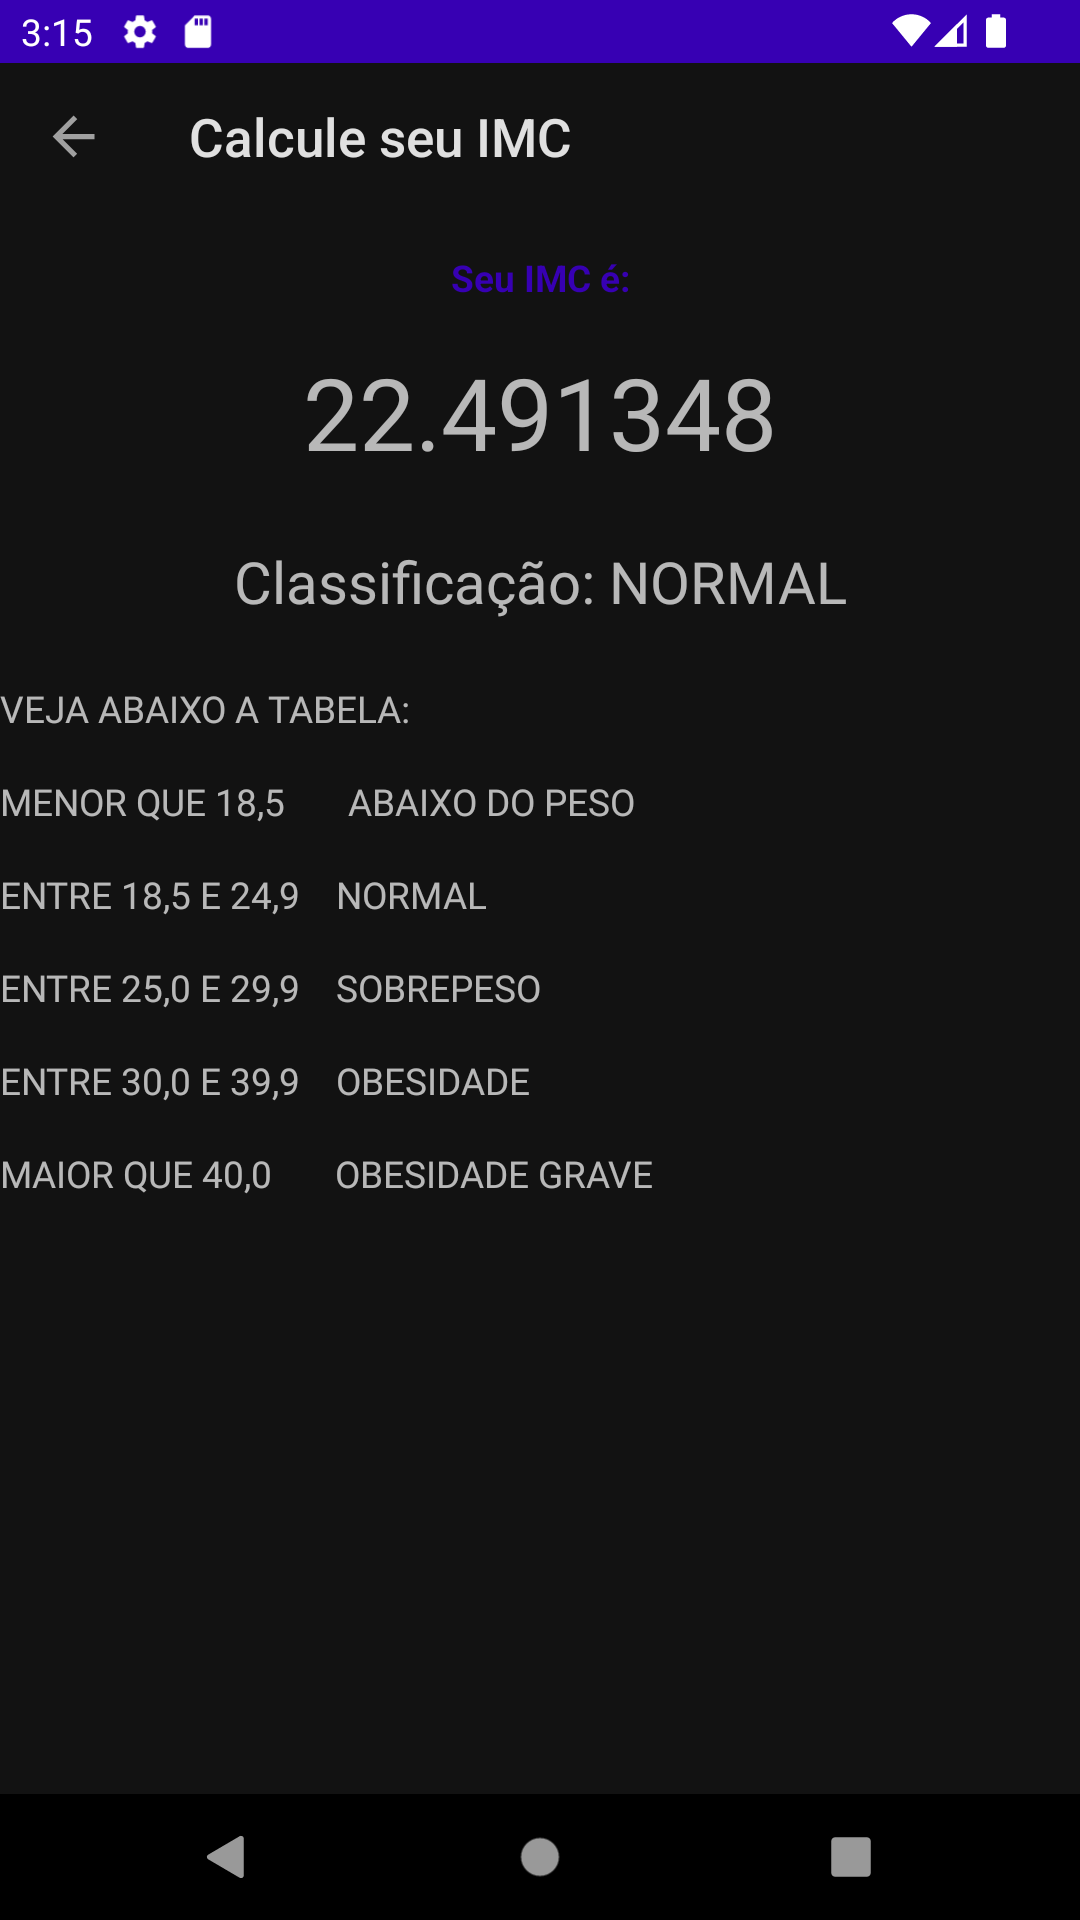 3:15
Calcule seu IMC
Seu IMC é:
22.491348
Classificação: NORMAL
VEJA ABAIXO A TABELA:
MENOR QUE 18,5 ABAIXO DO PESO
ENTRE 18,5 E 24,9 NORMAL
ENTRE 25,0 E 29,9 SOBREPESO
ENTRE 30,0 E 39,9 OBESIDADE
MAIOR QUE 40,0 OBESIDADE GRAVE